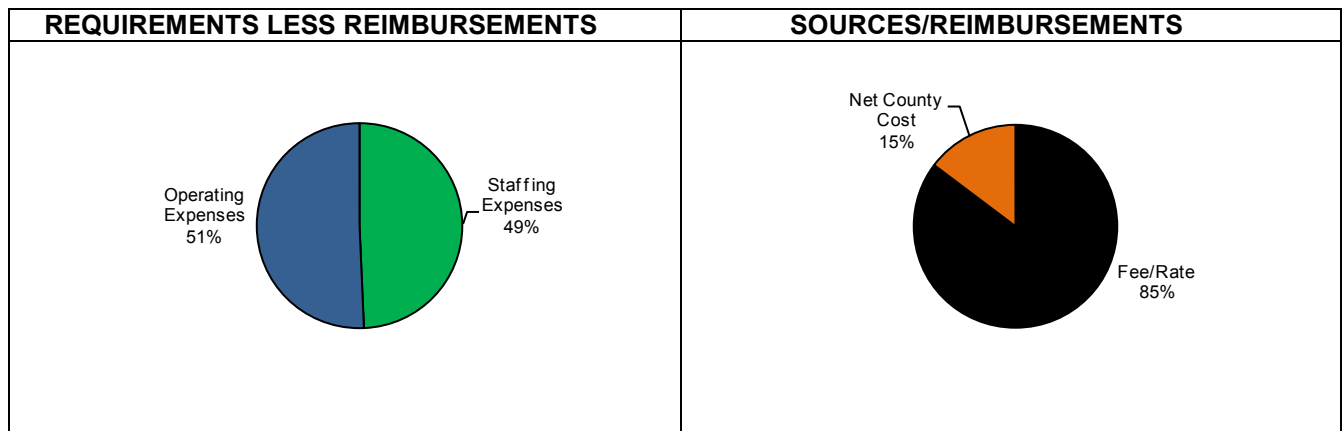 REQUIREMENTS LESS REIMBURSEMENTS
Operating
Expenses
51%
Staffing
Expenses
49%
SOURCES/REIMBURSEMENTS
Net County
Cost
15%
Fee/Rate
85%